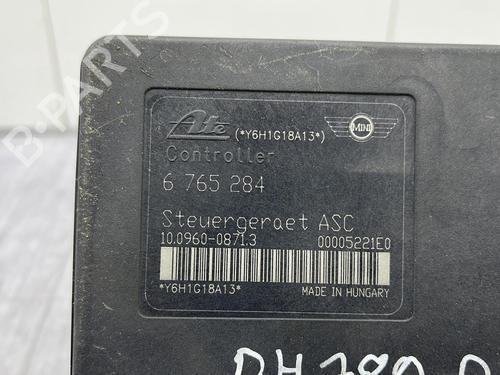 B-PARTS
Ate (*Y6H1G18A13*) MINI
Controller
6 765 284
Steuergeraet ASC
10.0960-0871.3 00005221E0
*Y6H1G18A13* MADE IN HUNGARY